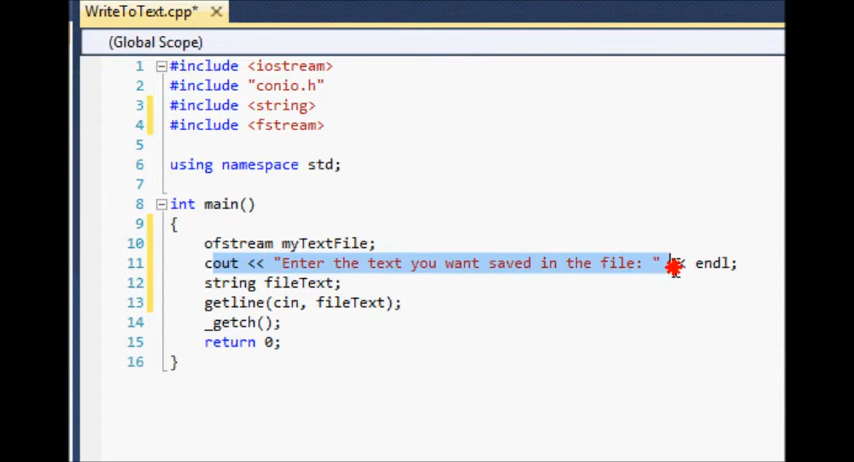 WriteToText.cpp* ✕
(Global Scope)
1 #include <iostream>
2 #include "conio.h"
3 #include <string>
4 #include <fstream>
5
6 using namespace std;
7
8 int main()
9 {
10 ofstream myTextFile;
11 cout << "Enter the text you want saved in the file: " << endl;
12 string fileText;
13 getline(cin, fileText);
14 _getch();
15 return 0;
16 }